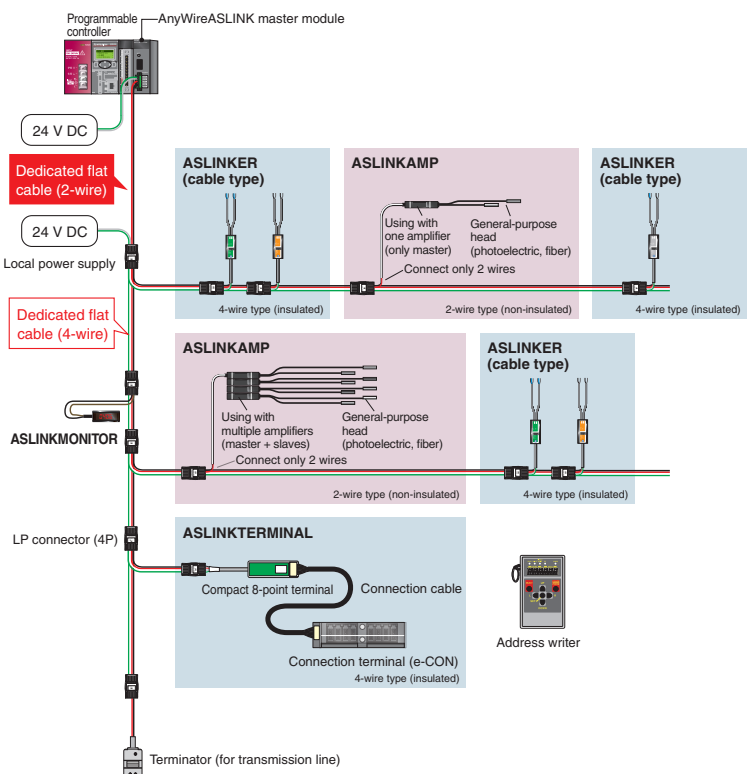 Programmable
controller
AnyWireASLINK master module
24 V DC
Dedicated flat
cable (2-wire)
24 V DC
Local power supply
Dedicated flat
cable (4-wire)
ASLINKER
(cable type)
4-wire type (insulated)
ASLINKAMP
Using with
one amplifier
(only master)
General-purpose
head
(photoelectric, fiber)
Connect only 2 wires
2-wire type (non-insulated)
ASLINKER
(cable type)
4-wire type (insulated)
ASLINKMONITOR
ASLINKAMP
Using with
multiple amplifiers
(master + slaves)
General-purpose
head
(photoelectric, fiber)
Connect only 2 wires
2-wire type (non-insulated)
ASLINKER
(cable type)
4-wire type (insulated)
LP connector (4P)
ASLINKTERMINAL
Compact 8-point terminal
Connection cable
Connection terminal (e-CON)
4-wire type (insulated)
Address writer
Terminator (for transmission line)